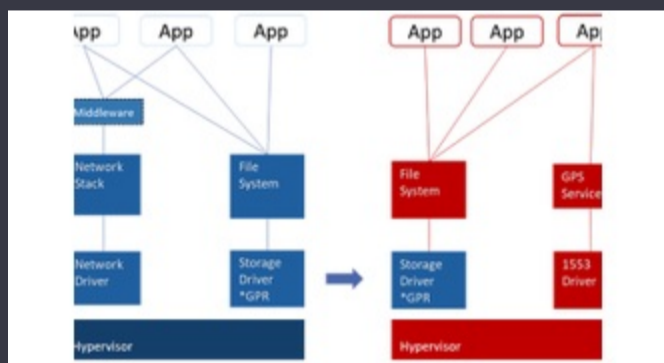 App App App App App Ap
Middleware
Network
Stack
File
System
File
System
GPS
Service
Network
Driver
Storage
Driver
*GPR
Storage
Driver
*GPR
1553
Driver
Hypervisor
Hypervisor